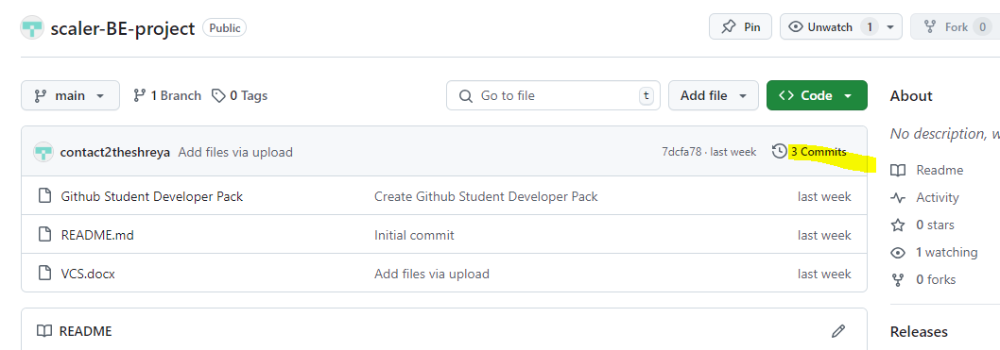 scaler-BE-project Public Pin Unwatch 1 Fork 0
main 1 Branch 0 Tags Go to file t Add file <> Code About
No description, w
contact2theshreya Add files via upload 7dcfa78 · last week 3 Commits
Readme
Github Student Developer Pack Create Github Student Developer Pack last week
Activity
0 stars
README.md Initial commit last week
1 watching
VCS.docx Add files via upload last week
0 forks
README Releases